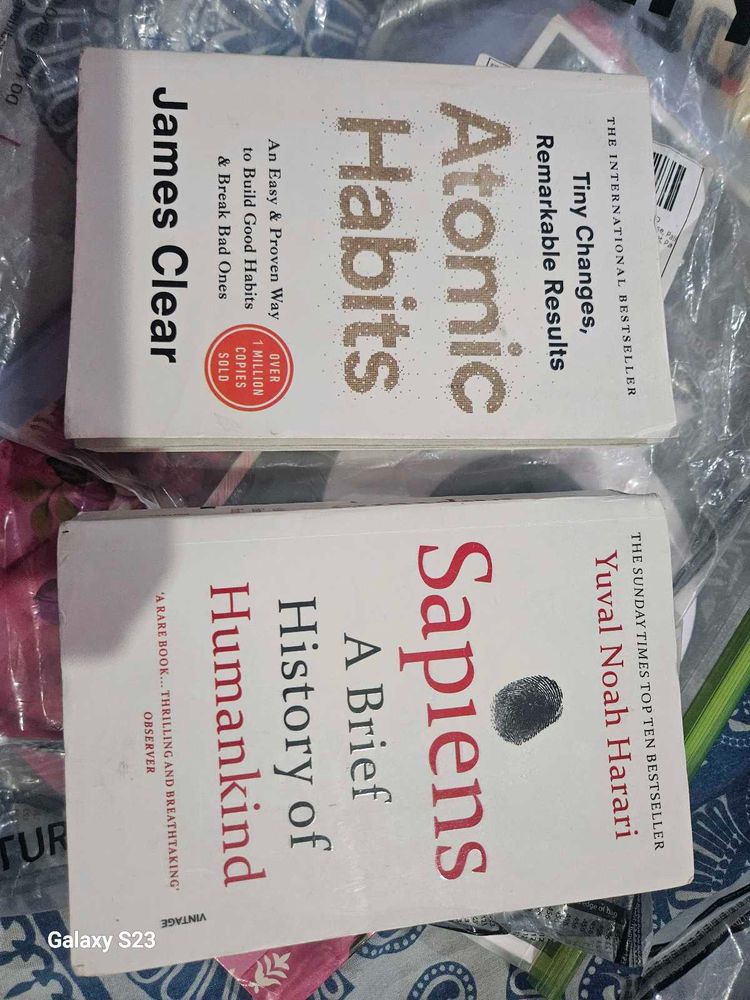 THE INTERNATIONAL BESTSELLER
Tiny Changes,
Remarkable Results
Atomic
Habits
An Easy & Proven Way
to Build Good Habits
& Break Bad Ones
OVER
1 MILLION
COPIES
SOLD
James Clear
THE SUNDAY TIMES TOP TEN BESTSELLER
Yuval Noah Harari
Sapiens
A Brief
History of
Humankind
'A RARE BOOK... THRILLING AND BREATHTAKING'
OBSERVER
VINTAGE
TUR
Galaxy S23